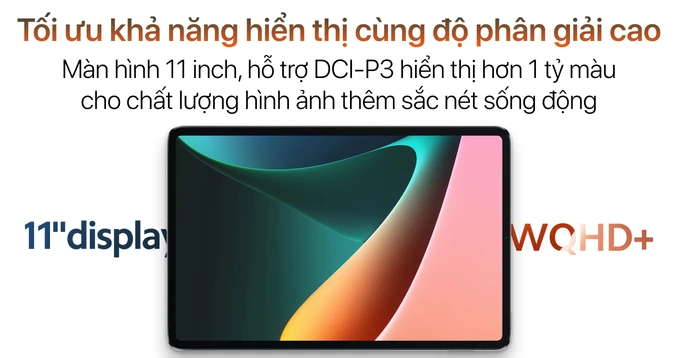 Tối ưu khả năng hiển thị cùng độ phân giải cao
Màn hình 11 inch, hỗ trợ DCI-P3 hiển thị hơn 1 tỷ màu
cho chất lượng hình ảnh thêm sắc nét sống động
11"display
WQHD+